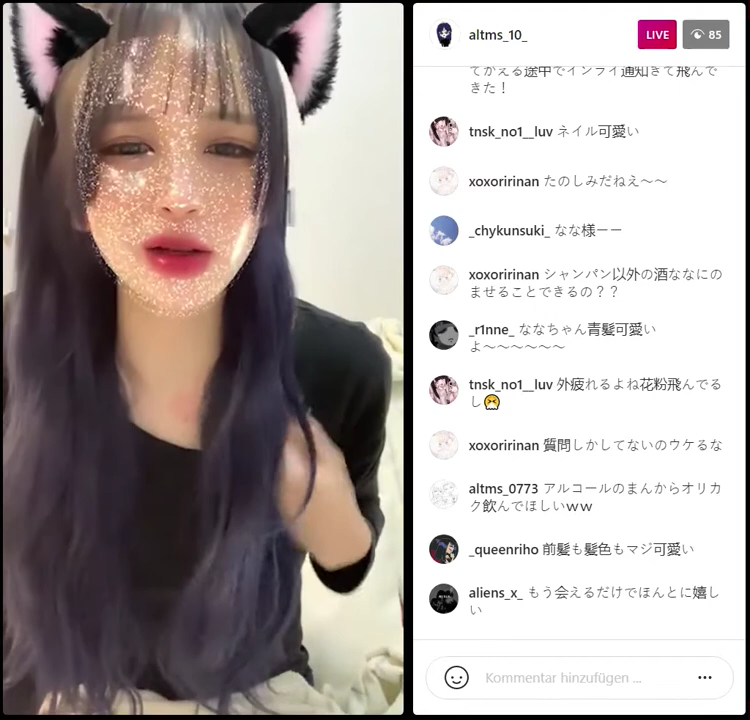 altms_10_
LIVE
85
てかえる途中でインライ通知きて飛んで
きた！
tnsk_no1__luv ネイル可愛い
xoxoririnan たのしみだねえ～～
_chykunsuki_ なな様ーー
xoxoririnan シャンパン以外の酒ななにの
ませることできるの？？
_r1nne_ ななちゃん青髪可愛い
よ～～～～～～
tnsk_no1__luv 外疲れるよね花粉飛んでる
し🤧
xoxoririnan 質問しかしてないのウケるな
altms_0773 アルコールのまんからオリカ
ク飲んでほしいｗｗ
_queenriho 前髪も髪色もマジ可愛い
aliens_x_ もう会えるだけでほんとに嬉し
い
Kommentar hinzufügen ...